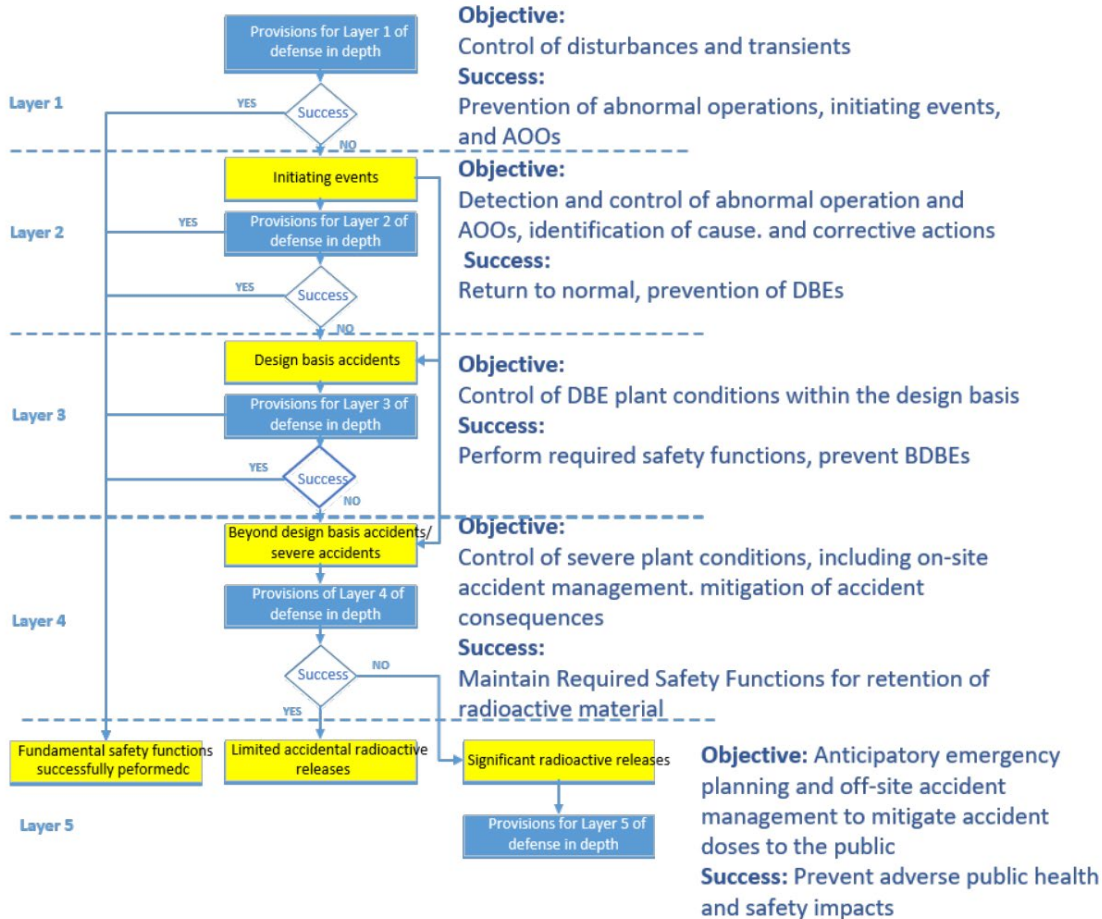 Provisions for Layer 1 of
defense in depth
Objective:
Control of disturbances and transients
Success:
Prevention of abnormal operations, initiating events,
and AOOs
Layer 1
YES
Success
NO
Initiating events
Objective:
Detection and control of abnormal operation and
AOOs, identification of cause. and corrective actions
Success:
Return to normal, prevention of DBEs
Layer 2
YES
Provisions for Layer 2 of
defense in depth
YES
Success
NO
Design basis accidents
Objective:
Control of DBE plant conditions within the design basis
Success:
Perform required safety functions, prevent BDBEs
Layer 3
Provisions for Layer 3 of
defense in depth
YES
Success
NO
Beyond design basis accidents/
severe accidents
Objective:
Control of severe plant conditions, including on-site
accident management. mitigation of accident
consequences
Success:
Maintain Required Safety Functions for retention of
radioactive material
Layer 4
Provisions of Layer 4 of
defense in depth
Success
NO
YES
Fundamental safety functions
successfully peformedc
Limited accidental radioactive
releases
Significant radioactive releases
Objective: Anticipatory emergency
planning and off-site accident
management to mitigate accident
doses to the public
Success: Prevent adverse public health
and safety impacts
Layer 5
Provisions for Layer 5 of
defense in depth